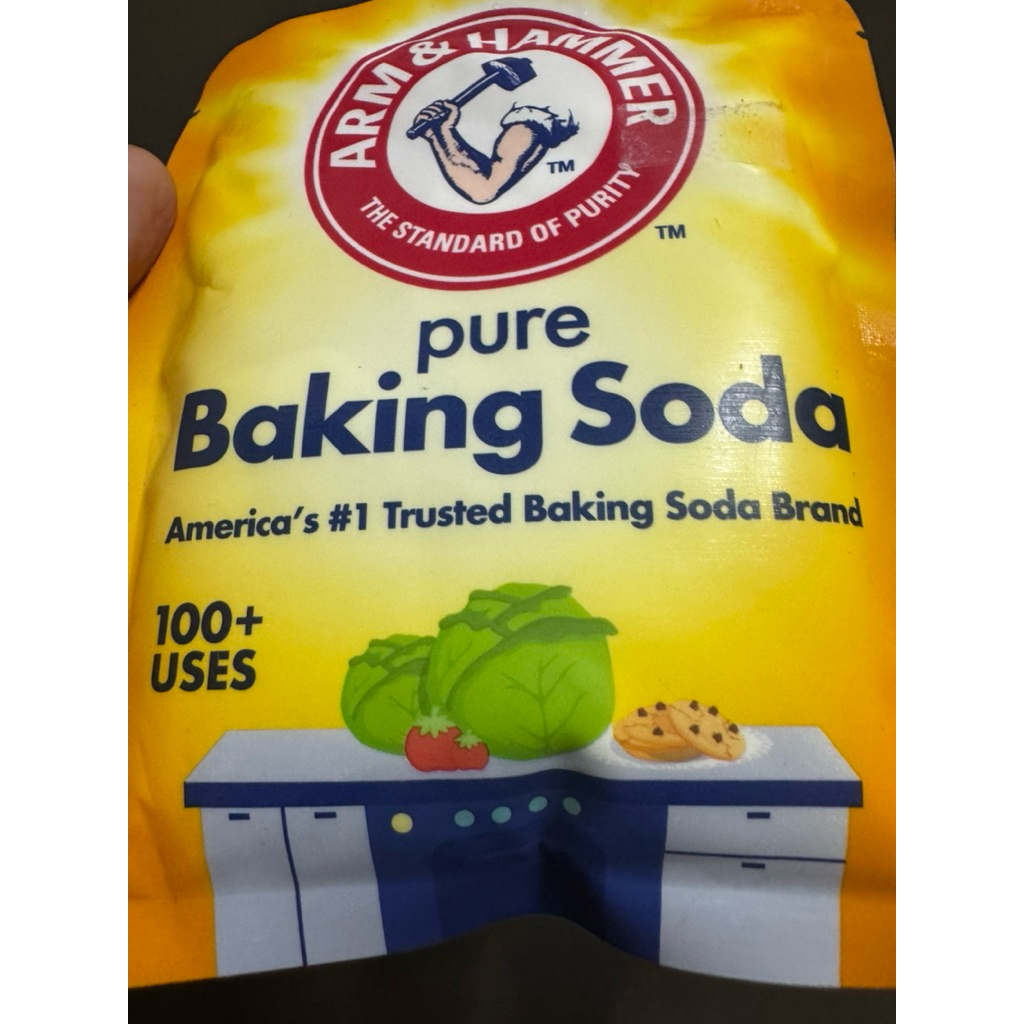 ARM & HAMMER
TM
THE STANDARD OF PURITY
TM
pure
Baking Soda
America's #1 Trusted Baking Soda Brand
100+
USES